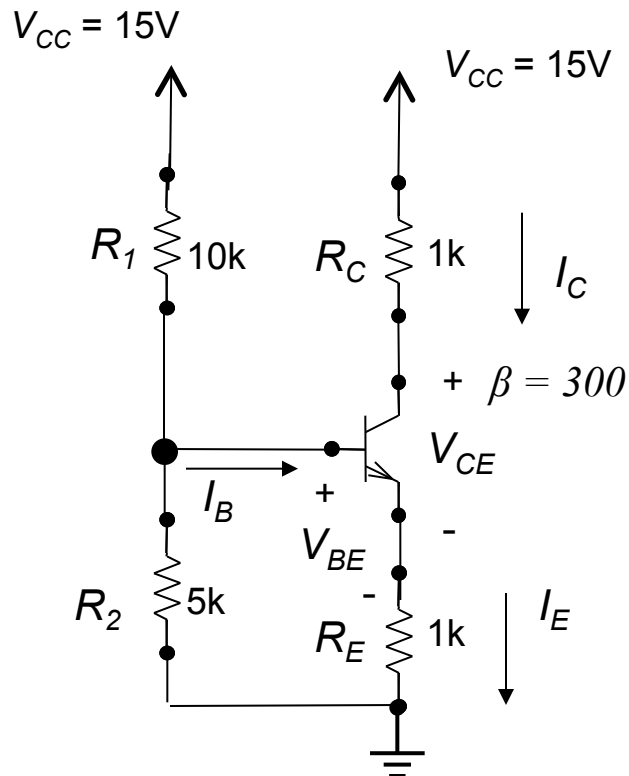 V_CC = 15V
V_CC = 15V
R_1 10k
R_C 1k
I_C
+ β = 300
V_CE
I_B
+
V_BE
-
-
R_2 5k
R_E 1k
I_E